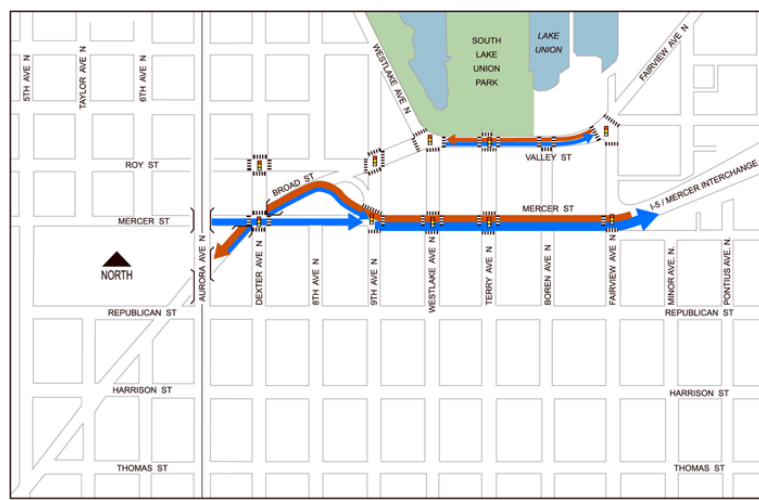 5TH AVE N
TAYLOR AVE N
6TH AVE N
WESTLAKE AVE N
SOUTH
LAKE
UNION
PARK
LAKE
UNION
FAIRVIEW AVE N
ROY ST
BROAD ST
VALLEY ST
MERCER ST
MERCER ST
I-5 / MERCER INTERCHANGE
NORTH
AURORA AVE N
DEXTER AVE N
8TH AVE N
9TH AVE N
WESTLAKE AVE N
TERRY AVE N
BOREN AVE N
FAIRVIEW AVE N
MINOR AVE. N
PONTIUS AVE N
REPUBLICAN ST
REPUBLICAN ST
HARRISON ST
HARRISON ST
THOMAS ST
THOMAS ST